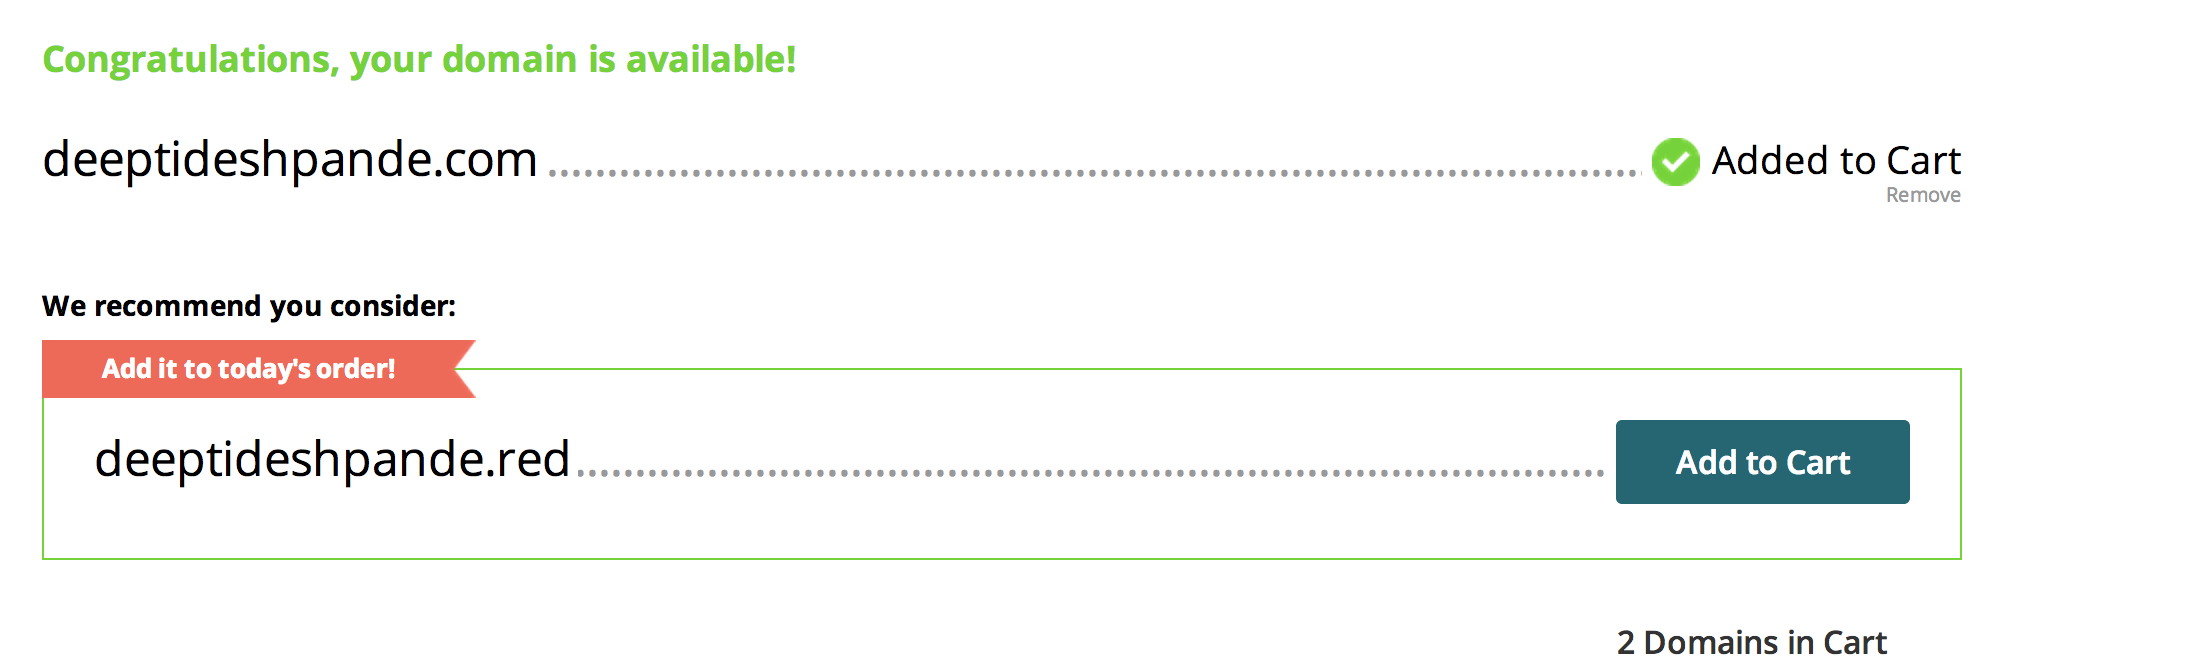 Congratulations, your domain is available!
deeptideshpande.com Added to Cart
Remove
We recommend you consider:
Add it to today's order!
deeptideshpande.red Add to Cart
2 Domains in Cart